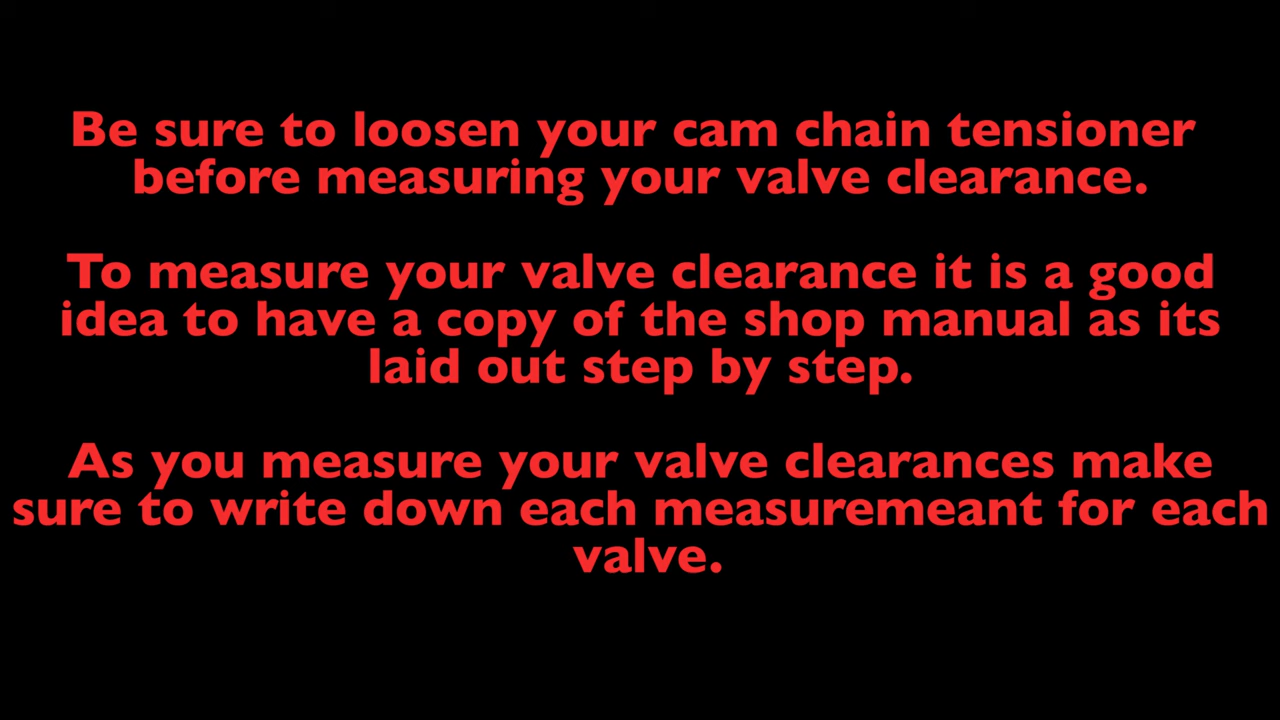 Be sure to loosen your cam chain tensioner
before measuring your valve clearance.
To measure your valve clearance it is a good
idea to have a copy of the shop manual as its
laid out step by step.
As you measure your valve clearances make
sure to write down each measuremeant for each
valve.